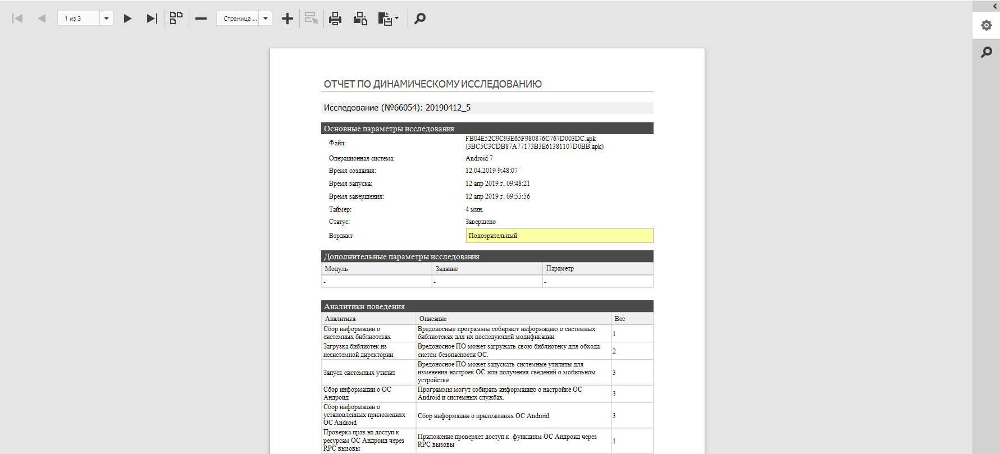 1 из 3
Страница ...
ОТЧЕТ ПО ДИНАМИЧЕСКОМУ ИССЛЕДОВАНИЮ
Исследование (№66054): 20190412_5
Основные параметры исследования
Файл:
FB04E52C9C93E65F980876C767D003DC.apk
(3BC5C3CDB87A77173B3E61381107D0BB.apk)
Операционная система:
Android 7
Время создания:
12.04.2019 9:48:07
Время запуска:
12 апр 2019 г. 09:48:21
Время завершения:
12 апр 2019 г. 09:55:56
Таймер:
4 мин.
Статус:
Завершено
Вердикт
Подозрительный
Дополнительные параметры исследования
Модуль
Задание
Параметр
-
-
-
Аналитики поведения
Аналитика
Описание
Вес
Сбор информации о
системных библиотеках
Вредоносные программы собирают информацию о системных
библиотеках для их последующей модификации
1
Загрузка библиотек из
несистемной директории
Вредоносное ПО может загружать свою библиотеку для обхода
систем безопасности ОС.
2
Запуск системных утилит
Вредоносное ПО может запускать системные утилиты для
изменения настроек ОС или получения сведений о мобильном
устройстве
3
Сбор информации о ОС
Андроид
Программы могут собирать информацию о настройке ОС
Android и системных службах.
3
Сбор информации о
установленных приложениях
ОС Android
Сбор информации о приложениях ОС Android
3
Проверка прав на доступ к
ресурсам ОС Андроид через
RPC вызовы
Приложение проверяет доступ к  функциям ОС Андроид через
RPC вызовы
1